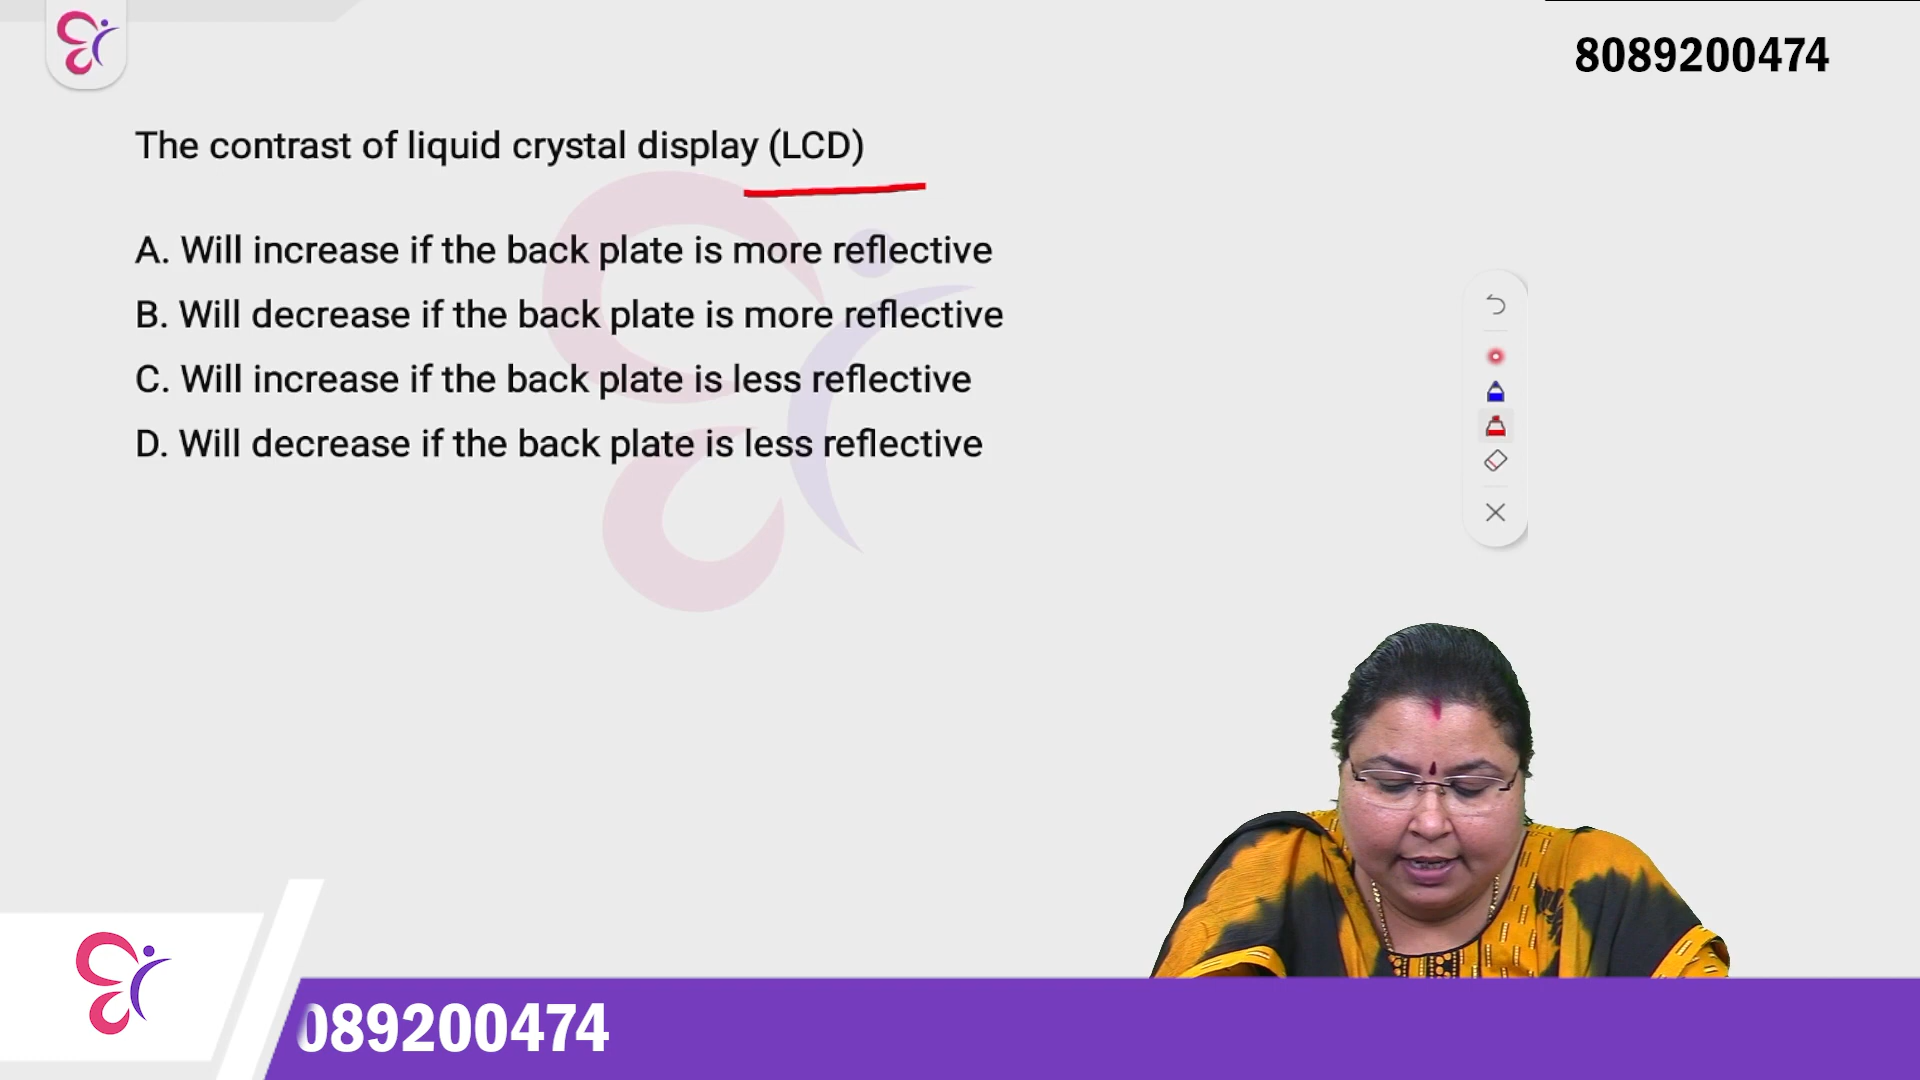 8089200474
The contrast of liquid crystal display (LCD)
A. Will increase if the back plate is more reflective
B. Will decrease if the back plate is more reflective
C. Will increase if the back plate is less reflective
D. Will decrease if the back plate is less reflective
089200474